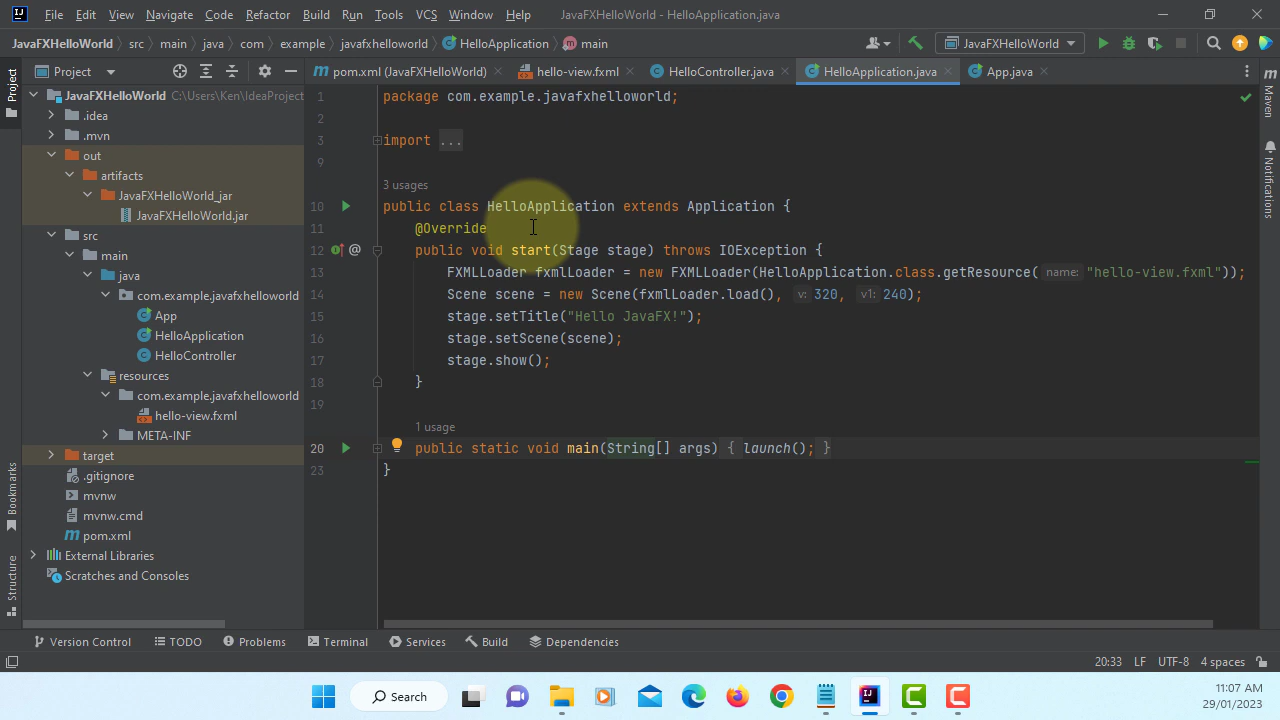 File Edit View Navigate Code Refactor Build Run Tools VCS Window Help JavaFXHelloWorld - HelloApplication.java
JavaFXHelloWorld src main java com example javafxhelloworld HelloApplication main JavaFXHelloWorld
Project
pom.xml (JavaFXHelloWorld) hello-view.fxml HelloController.java HelloApplication.java App.java
Project
Maven
Notifications
Bookmarks
Structure
JavaFXHelloWorld C:\Users\Ken\IdeaProject
.idea
.mvn
out
artifacts
JavaFXHelloWorld_jar
JavaFXHelloWorld.jar
src
main
java
com.example.javafxhelloworld
App
HelloApplication
HelloController
resources
com.example.javafxhelloworld
hello-view.fxml
META-INF
target
.gitignore
mvnw
mvnw.cmd
pom.xml
External Libraries
Scratches and Consoles
1 package com.example.javafxhelloworld;
2
3 import ...
9
3 usages
10 public class HelloApplication extends Application {
11 @Override
12 @ public void start(Stage stage) throws IOException {
13 FXMLLoader fxmlLoader = new FXMLLoader(HelloApplication.class.getResource( name: "hello-view.fxml"));
14 Scene scene = new Scene(fxmlLoader.load(), v: 320, v1: 240);
15 stage.setTitle("Hello JavaFX!");
16 stage.setScene(scene);
17 stage.show();
18 }
19
1 usage
20 public static void main(String[] args) { launch(); }
23 }
Version Control TODO Problems Terminal Services Build Dependencies
20:33 LF UTF-8 4 spaces
Search
11:07 AM
29/01/2023